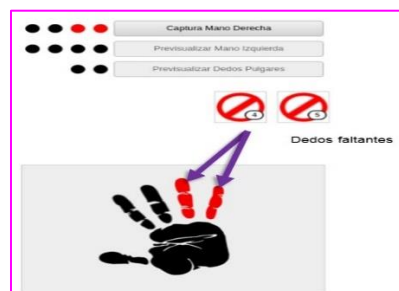 Captura Mano Derecha
Previsualizar Mano Izquierda
Previsualizar Dedos Pulgares
4 5
Dedos faltantes